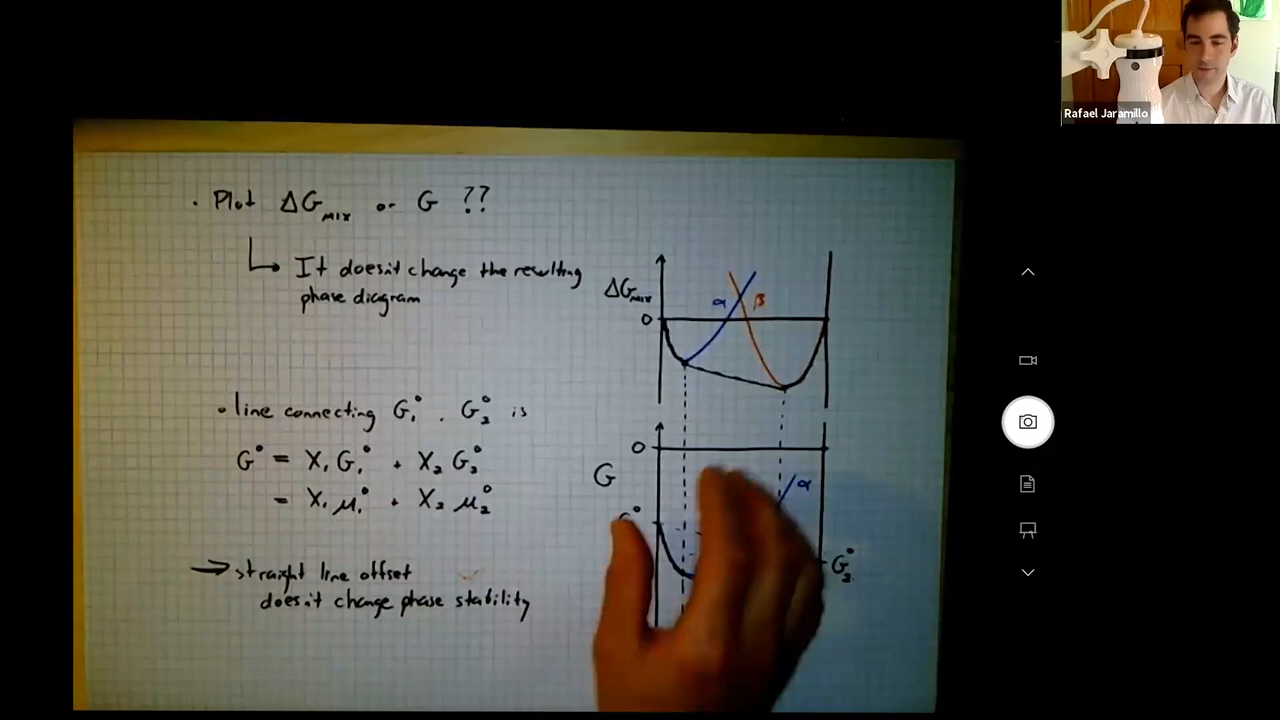 Rafael Jaramillo
· Plot ΔG_MIX or G ??
It doesn't change the resulting
phase diagram
ΔG_MIX
α
β
0
· line connecting G₁°, G₂° is
G° = X₁G₁° + X₂G₂°
= X₁μ₁° + X₂μ₂°
→ straight line offset
doesn't change phase stability
0
G
α
G₂°